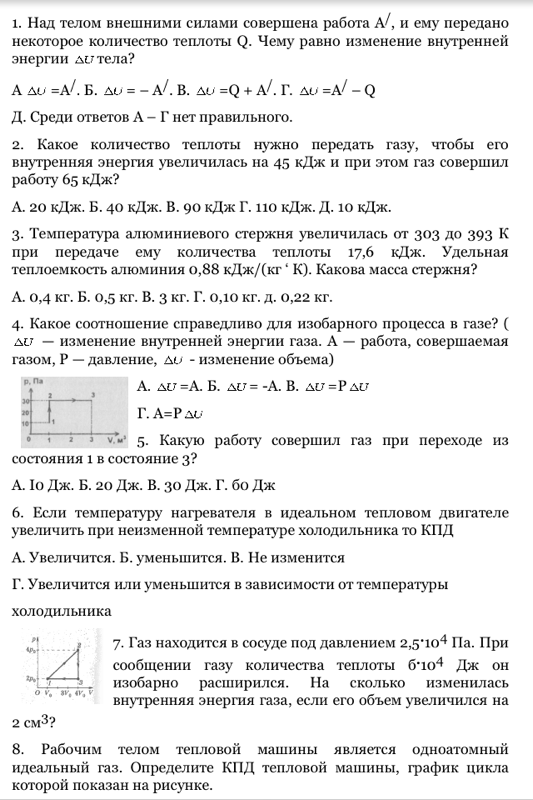 1. Над телом внешними силами совершена работа А/, и ему передано
некоторое количество теплоты Q. Чему равно изменение внутренней
энергии ΔU тела?
А ΔU =А/. Б. ΔU = – А/. В. ΔU =Q + А/. Г. ΔU =А/ – Q
Д. Среди ответов А – Г нет правильного.
2. Какое количество теплоты нужно передать газу, чтобы его
внутренняя энергия увеличилась на 45 кДж и при этом газ совершил
работу 65 кДж?
А. 20 кДж. Б. 40 кДж. В. 90 кДж Г. 110 кДж. Д. 10 кДж.
3. Температура алюминиевого стержня увеличилась от 303 до 393 К
при передаче ему количества теплоты 17,6 кДж. Удельная
теплоемкость алюминия 0,88 кДж/(кг ‘ К). Какова масса стержня?
А. 0,4 кг. Б. 0,5 кг. В. 3 кг. Г. 0,10 кг. д. 0,22 кг.
4. Какое соотношение справедливо для изобарного процесса в газе? (
ΔU — изменение внутренней энергии газа. А — работа, совершаемая
газом, Р — давление, ΔU - изменение объема)
р, Па
30
20
10
0 1 2 3 V, м³
1 2 3
А. ΔU =А. Б. ΔU = -А. В. ΔU =Р ΔU
Г. А=Р ΔU
5. Какую работу совершил газ при переходе из
состояния 1 в состояние 3?
А. I0 Дж. Б. 20 Дж. В. 30 Дж. Г. 60 Дж
6. Если температуру нагревателя в идеальном тепловом двигателе
увеличить при неизменной температуре холодильника то КПД
А. Увеличится. Б. уменьшится. В. Не изменится
Г. Увеличится или уменьшится в зависимости от температуры
холодильника
p
4p₀
2p₀
O V₀ 3V₀ 4V₀ V
1 2 3
7. Газ находится в сосуде под давлением 2,5·10⁴ Па. При
сообщении газу количества теплоты 6·10⁴ Дж он
изобарно расширился. На сколько изменилась
внутренняя энергия газа, если его объем увеличился на
2 см³?
8. Рабочим телом тепловой машины является одноатомный
идеальный газ. Определите КПД тепловой машины, график цикла
которой показан на рисунке.